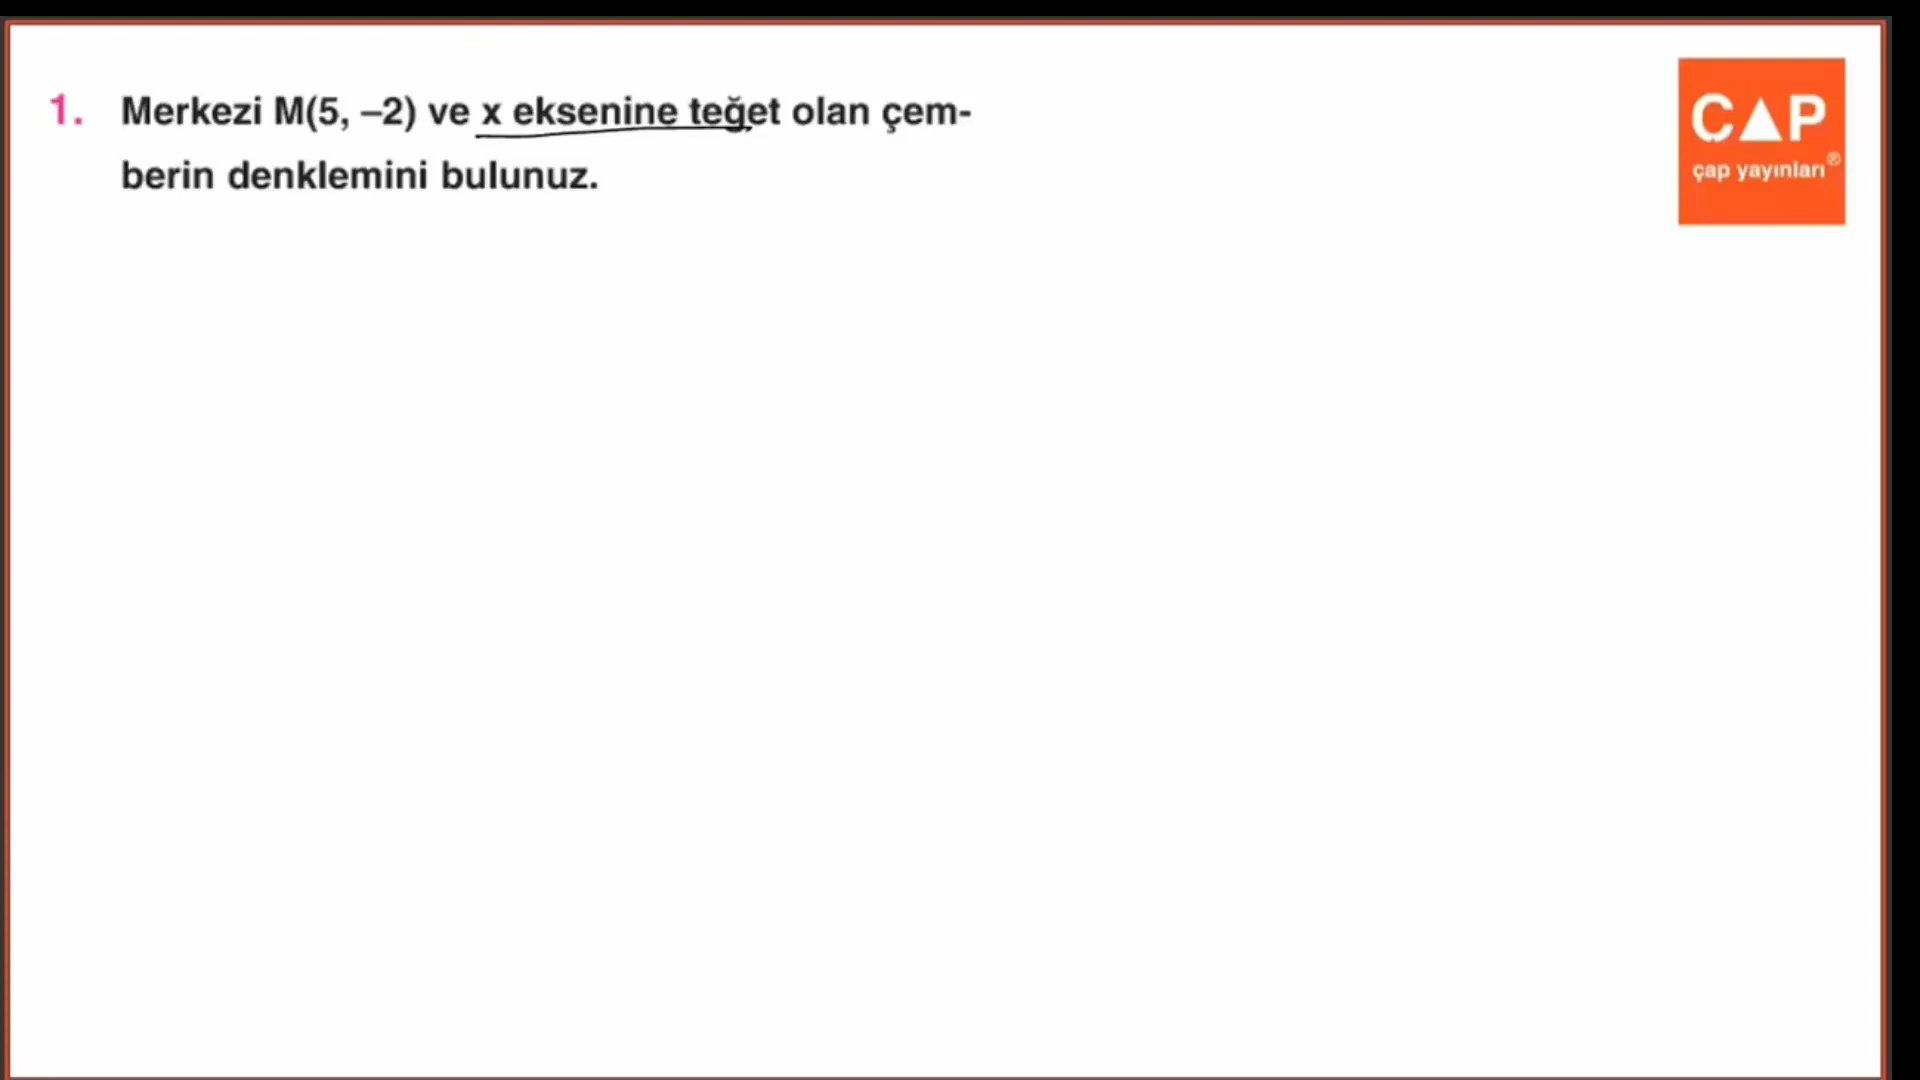 1. Merkezi M(5, –2) ve x eksenine teğet olan çem-
berin denklemini bulunuz.
CAP
çap yayınları®